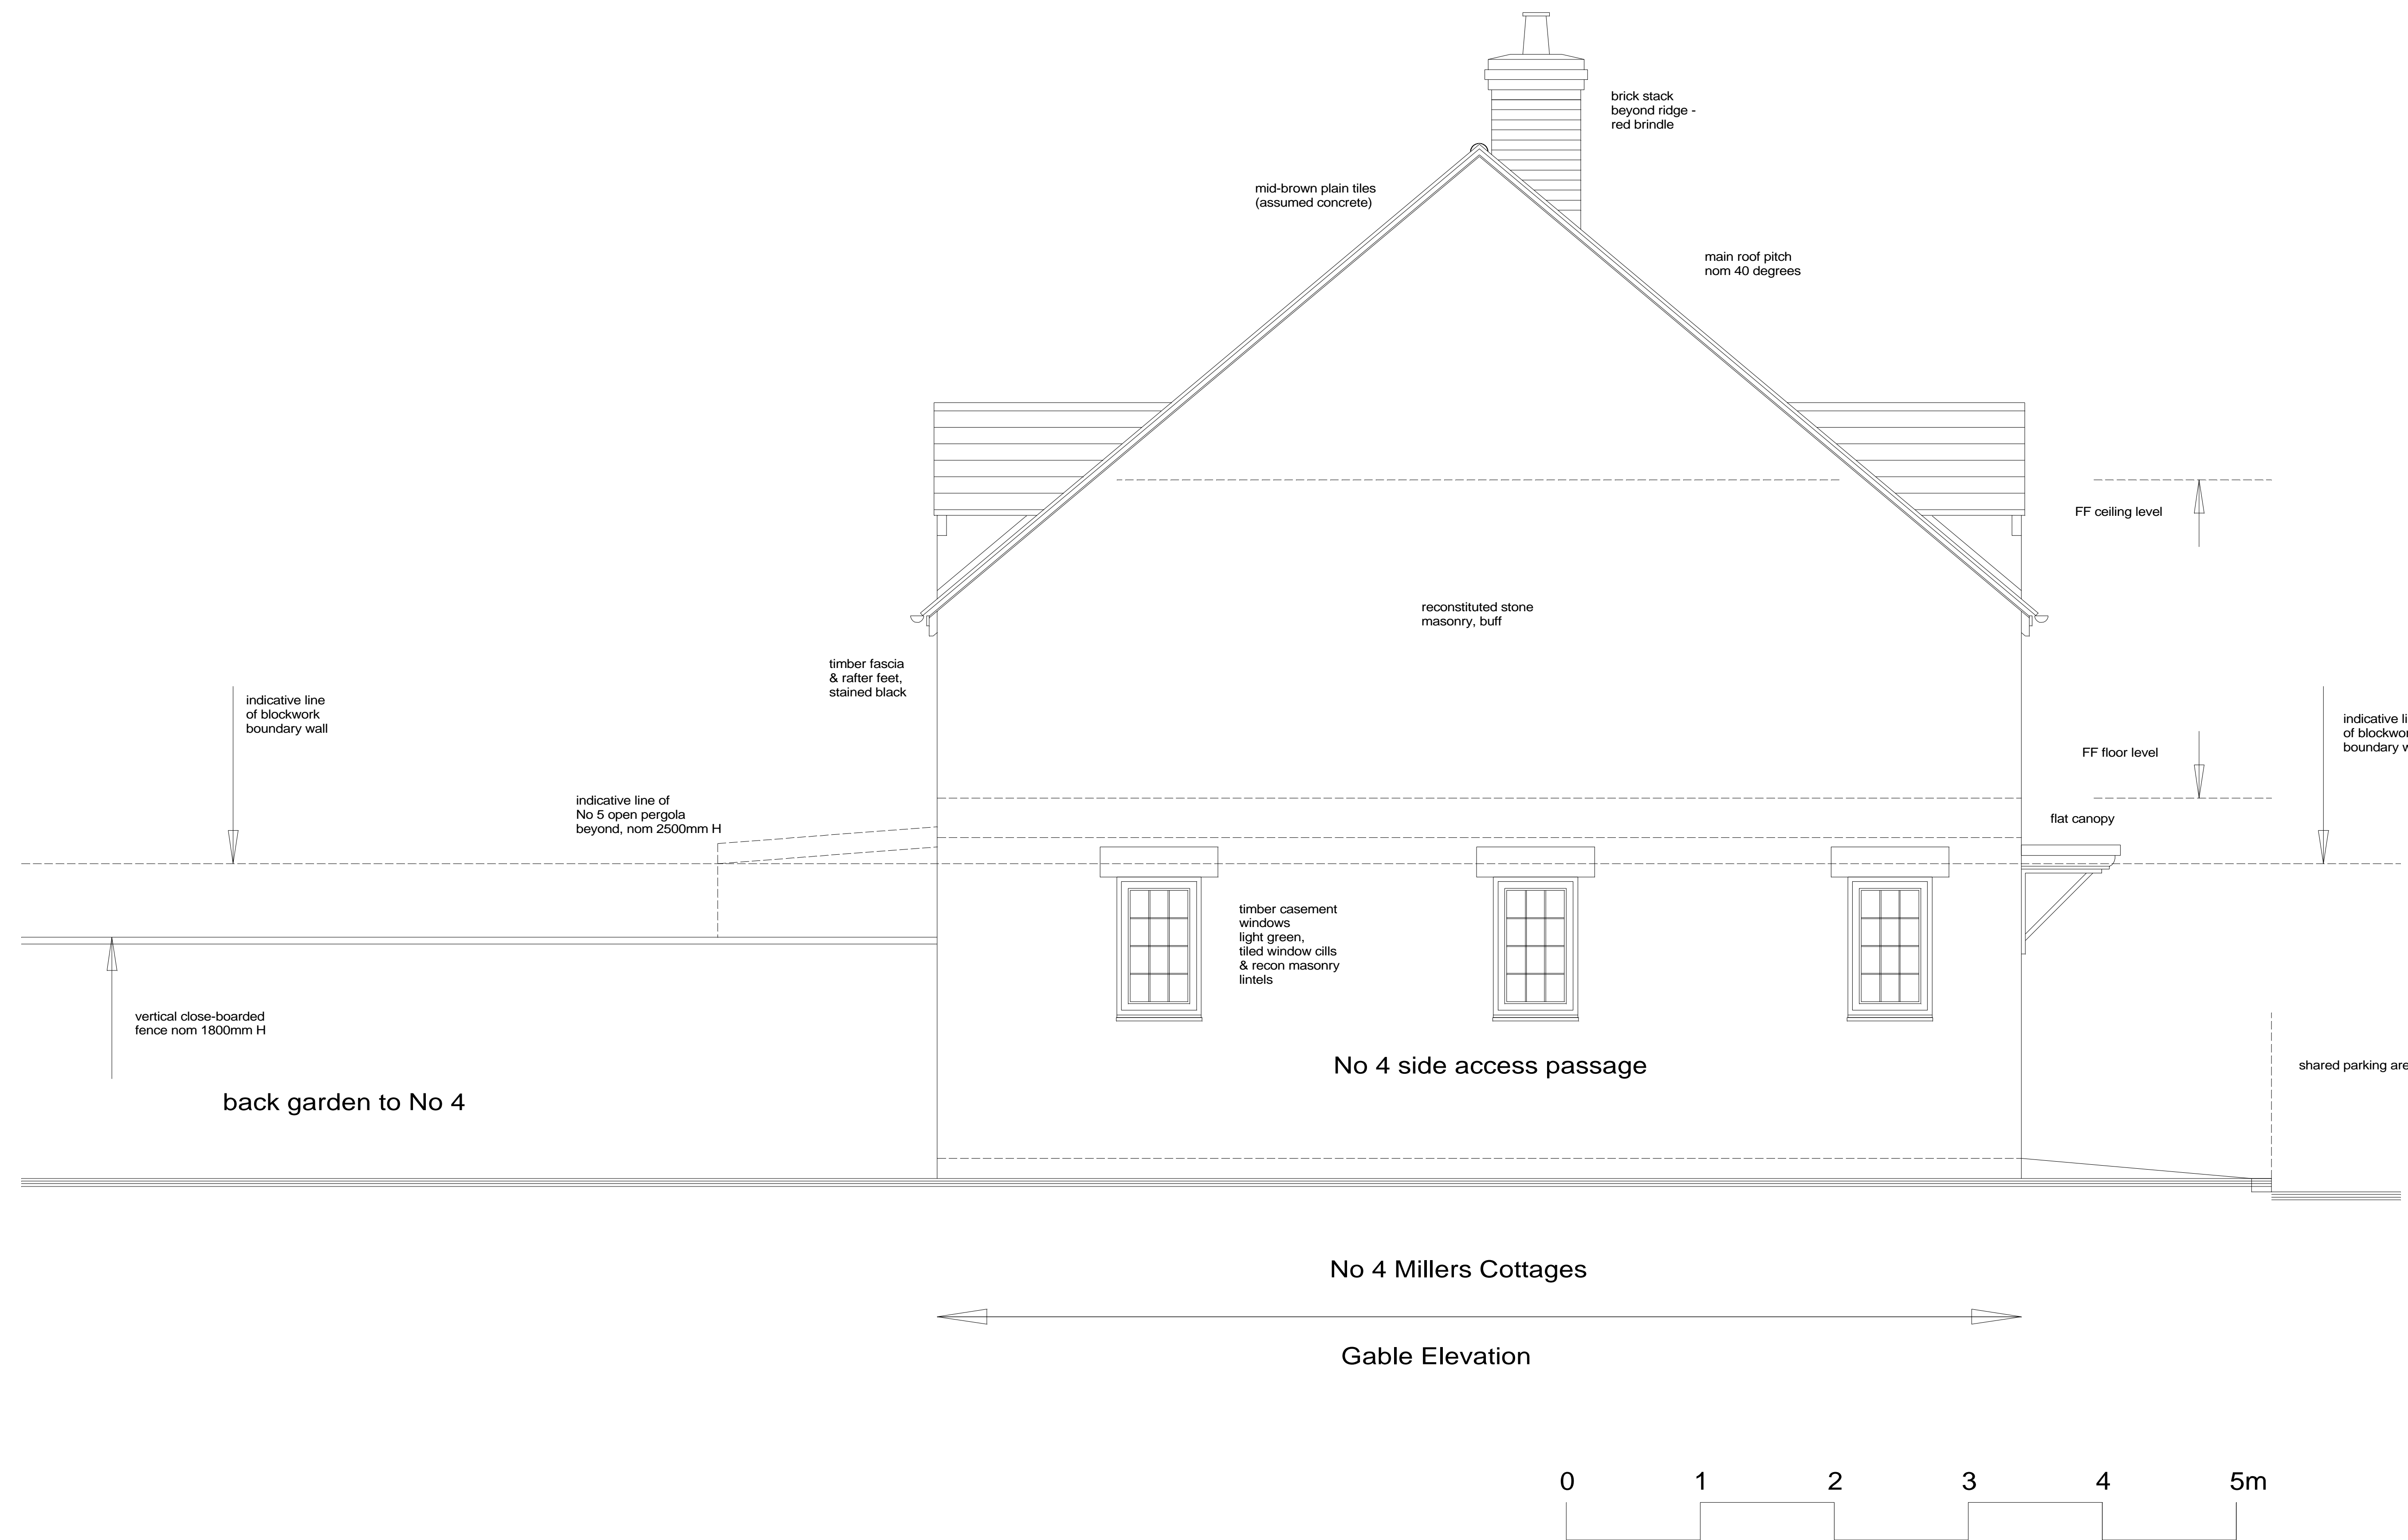 brick stack
beyond ridge -
red brindle
mid-brown plain tiles
(assumed concrete)
main roof pitch
nom 40 degrees
FF ceiling level
reconstituted stone
masonry, buff
timber fascia
& rafter feet,
stained black
indicative line
of blockwork
boundary wall
indicative
of
boundary
FF floor level
indicative line of
No 5 open pergola
beyond, nom 2500mm H
flat canopy
timber casement
windows
light green,
tiled window cills
& recon masonry
lintels
vertical close-boarded
fence nom 1800mm H
No 4 side access passage
shared parking
back garden to No 4
No 4 Millers Cottages
Gable Elevation
0 1 2 3 4 5m